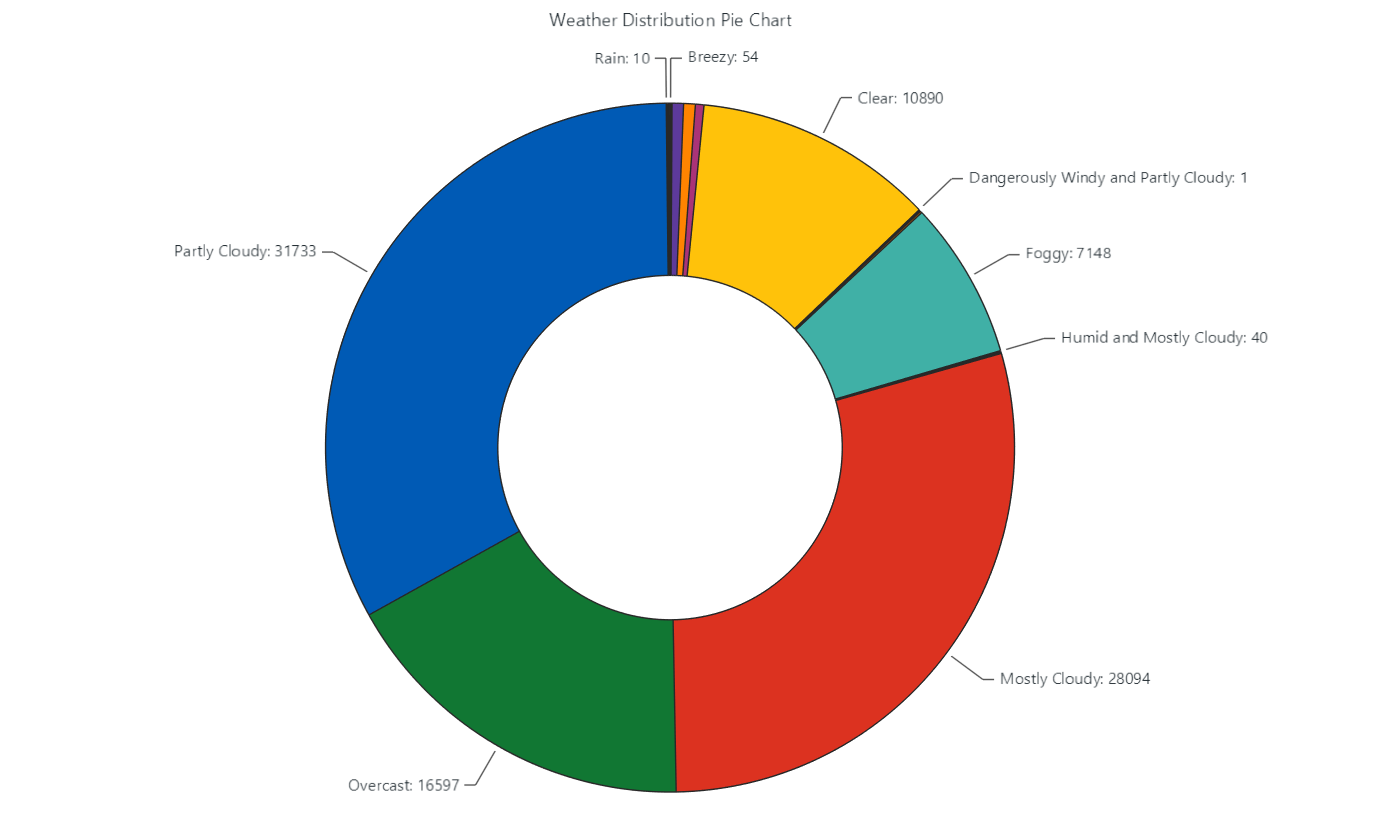 Weather Distribution Pie Chart
Rain: 10
Breezy: 54
Clear: 10890
Dangerously Windy and Partly Cloudy: 1
Partly Cloudy: 31733
Foggy: 7148
Humid and Mostly Cloudy: 40
Mostly Cloudy: 28094
Overcast: 16597